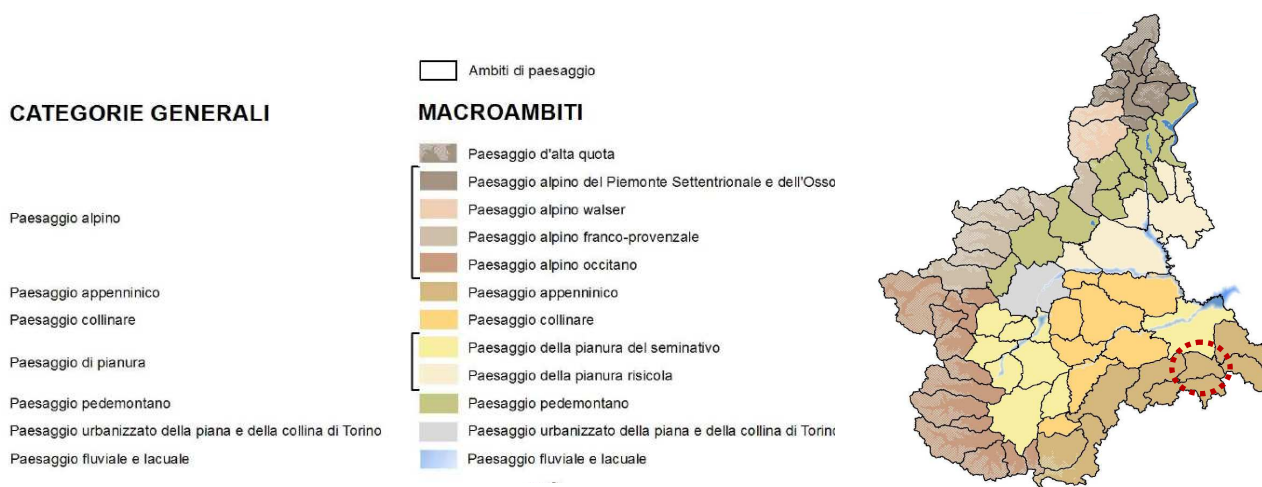 Ambiti di paesaggio
CATEGORIE GENERALI
MACROAMBITI
Paesaggio d'alta quota
Paesaggio alpino del Piemonte Settentrionale e dell'Osso
Paesaggio alpino
Paesaggio alpino walser
Paesaggio alpino franco-provenzale
Paesaggio alpino occitano
Paesaggio appenninico
Paesaggio appenninico
Paesaggio collinare
Paesaggio collinare
Paesaggio di pianura
Paesaggio della pianura del seminativo
Paesaggio della pianura risicola
Paesaggio pedemontano
Paesaggio pedemontano
Paesaggio urbanizzato della piana e della collina di Torino
Paesaggio urbanizzato della piana e della collina di Torino
Paesaggio fluviale e lacuale
Paesaggio fluviale e lacuale